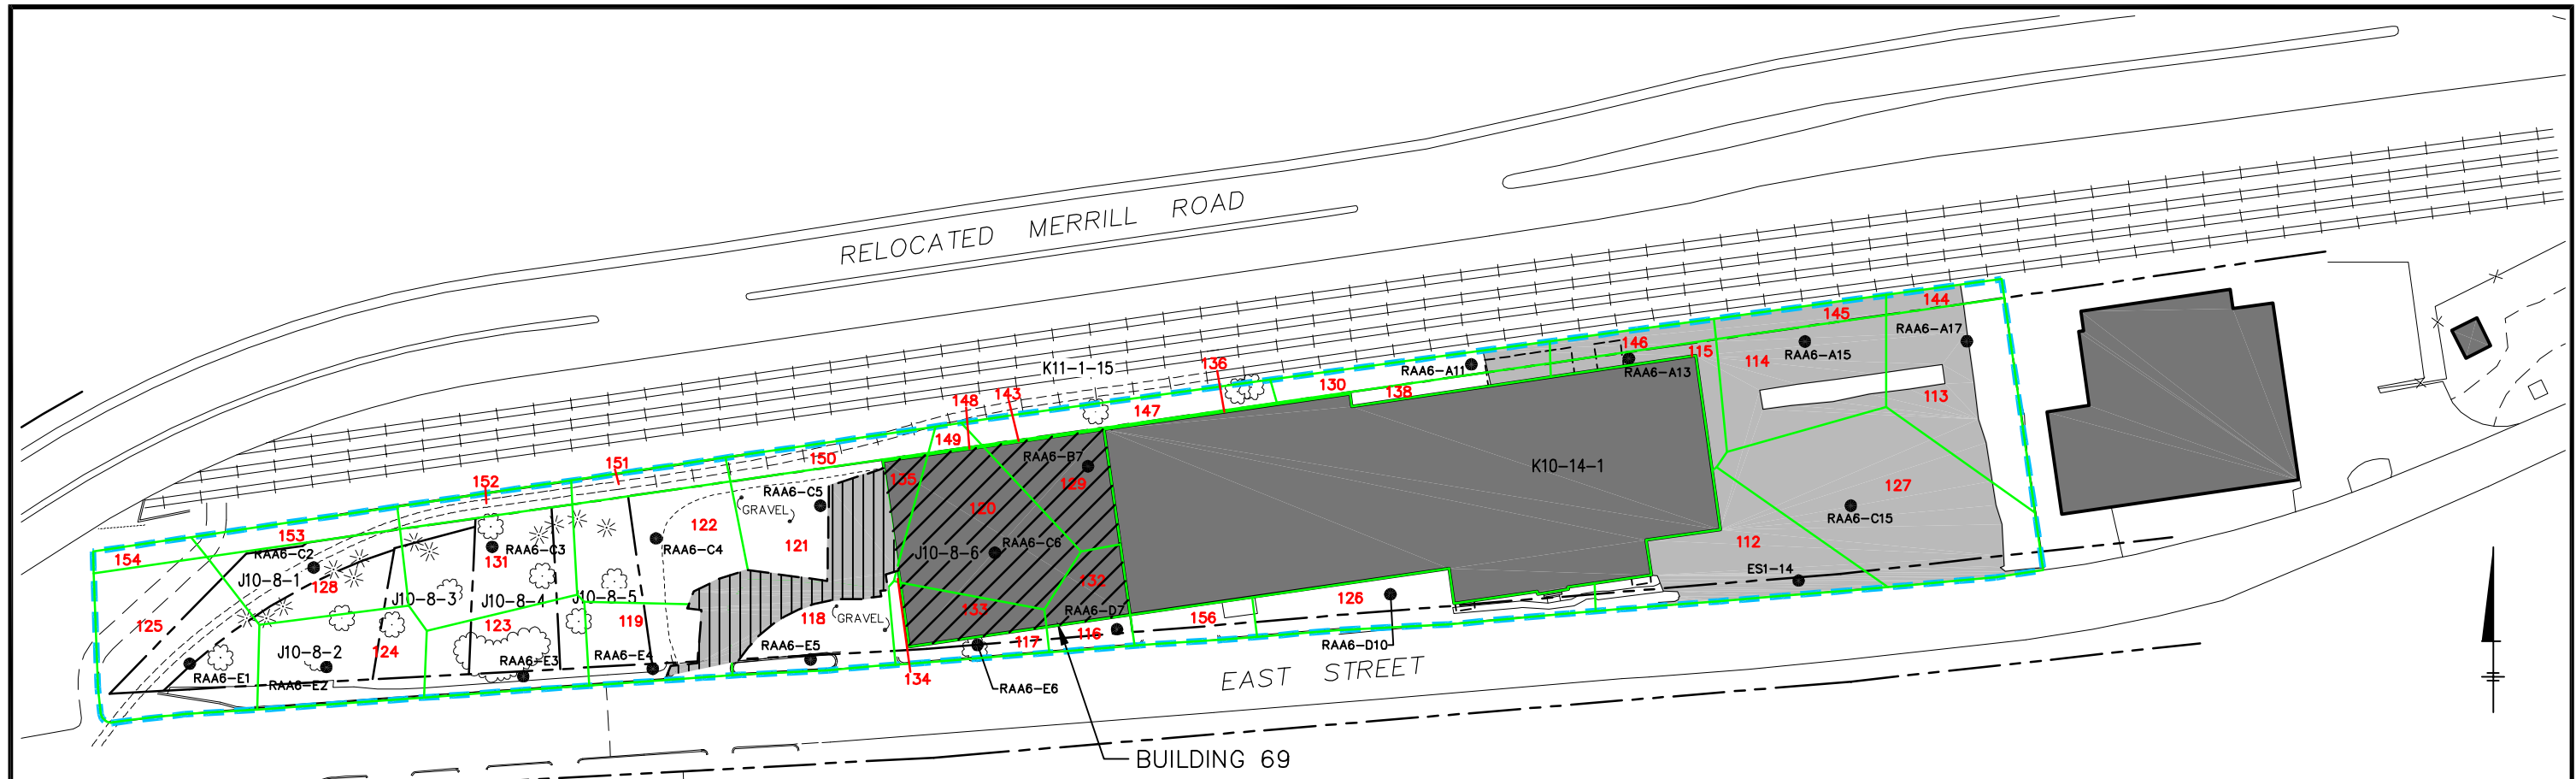 RELOCATED MERRILL ROAD
K11-1-15
136
148
143
147
130
138
RAA6-A11
146
115
RAA6-A13
114
145
144
RAA6-A17
RAA6-A15
113
149
150
151
152
153
154
RAA6-C5
GRAVEL
135
RAA6-B7
129
K10-14-1
127
RAA6-C15
112
ES1-14
122
121
RAA6-C4
120
J10-8-6
RAA6-C6
132
133
RAA6-D7
RAA6-C2
J10-8-1
128
RAA6-C3
131
J10-8-3
J10-8-4
J10-8-5
123
119
118
GRAVEL
125
124
J10-8-2
RAA6-E1
RAA6-E2
RAA6-E3
RAA6-E4
RAA6-E5
134
RAA6-E6
117
116
156
126
RAA6-D10
EAST STREET
BUILDING 69